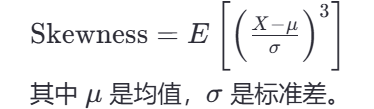 Skewness = E[((X−μ)/σ)^3]
其中 μ 是均值，σ 是标准差。